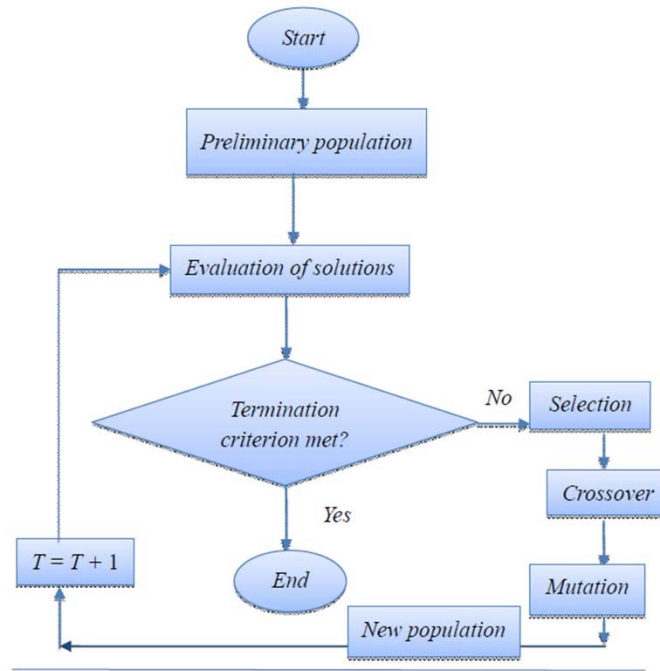 Start
Preliminary population
Evaluation of solutions
Termination
criterion met?
No
Selection
Crossover
Yes
T = T + 1
End
Mutation
New population